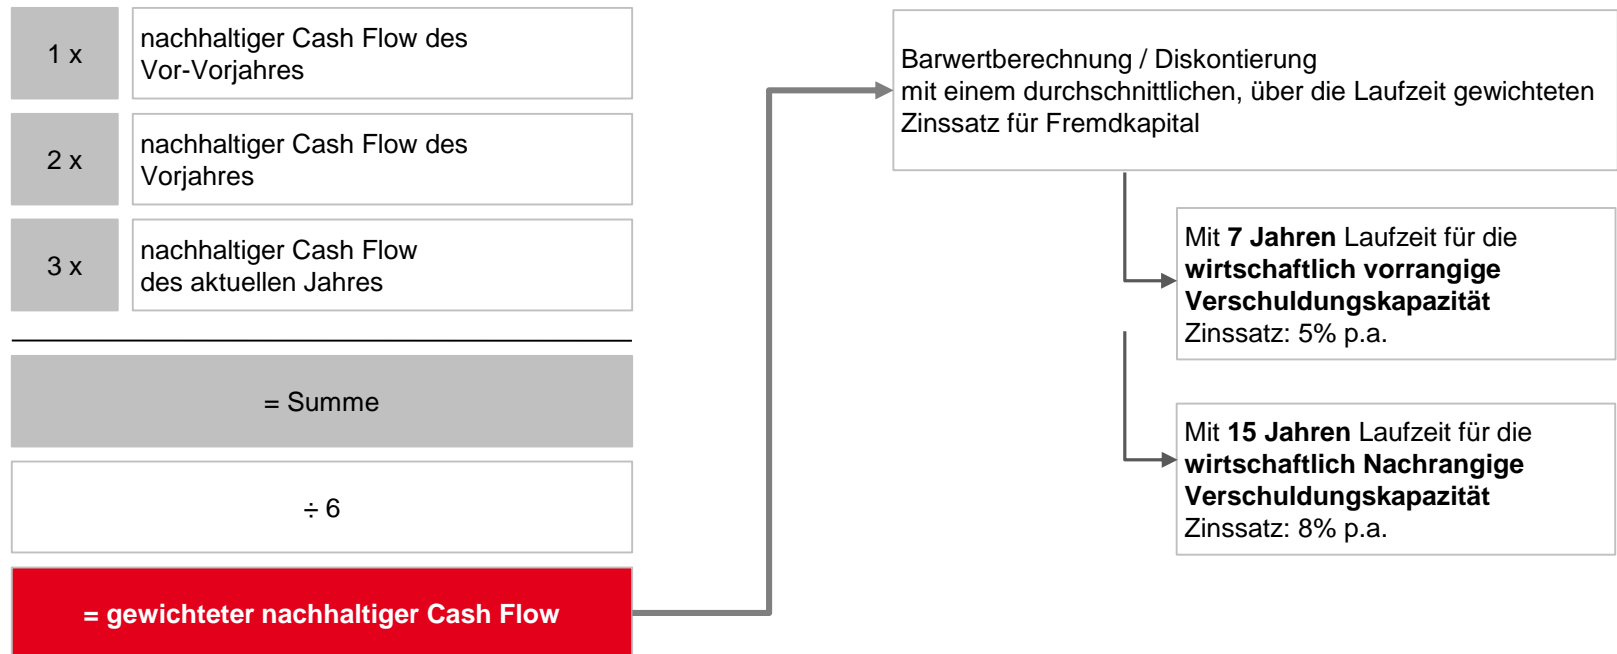 1 x
nachhaltiger Cash Flow des
Vor-Vorjahres
2 x
nachhaltiger Cash Flow des
Vorjahres
3 x
nachhaltiger Cash Flow
des aktuellen Jahres
= Summe
÷ 6
= gewichteter nachhaltiger Cash Flow
Barwertberechnung / Diskontierung
mit einem durchschnittlichen, über die Laufzeit gewichteten
Zinssatz für Fremdkapital
Mit 7 Jahren Laufzeit für die
wirtschaftlich vorrangige
Verschuldungskapazität
Zinssatz: 5% p.a.
Mit 15 Jahren Laufzeit für die
wirtschaftlich Nachrangige
Verschuldungskapazität
Zinssatz: 8% p.a.